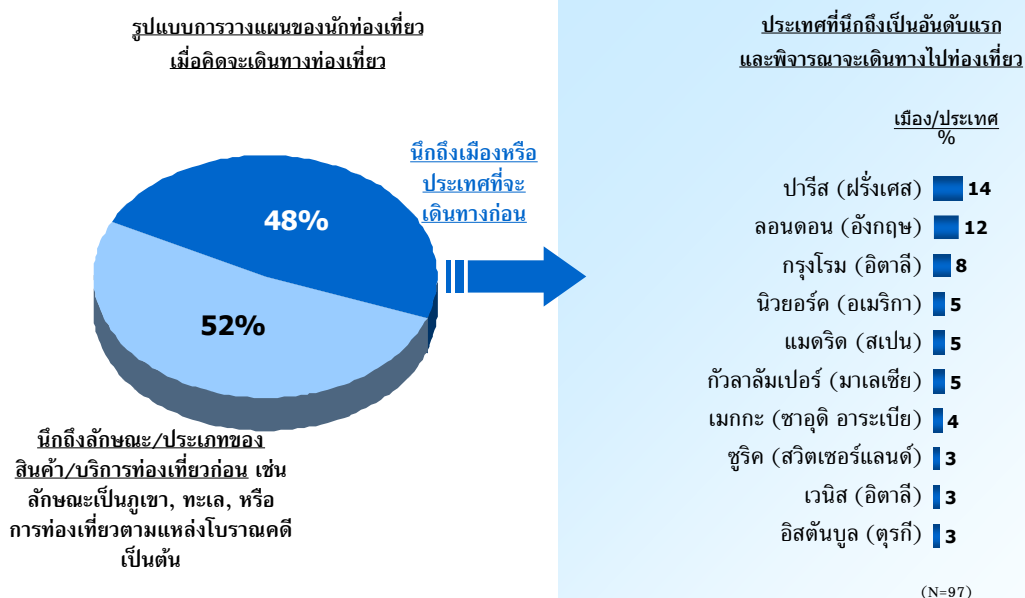 รูปแบบการวางแผนของนักท่องเที่ยว
เมื่อคิดจะเดินทางท่องเที่ยว
48%
52%
นึกถึงเมืองหรือ
ประเทศที่จะ
เดินทางก่อน
นึกถึงลักษณะ/ประเภทของ
สินค้า/บริการท่องเที่ยวก่อน เช่น
ลักษณะเป็นภูเขา, ทะเล, หรือ
การท่องเที่ยวตามแหล่งโบราณคดี
เป็นต้น
ประเทศที่นึกถึงเป็นอันดับแรก
และพิจารณาจะเดินทางไปท่องเที่ยว
เมือง/ประเทศ
%
ปารีส (ฝรั่งเศส) 14
ลอนดอน (อังกฤษ) 12
กรุงโรม (อิตาลี) 8
นิวยอร์ค (อเมริกา) 5
แมดริด (สเปน) 5
กัวลาลัมเปอร์ (มาเลเซีย) 5
เมกกะ (ซาอุดิ อาระเบีย) 4
ซูริค (สวิตเซอร์แลนด์) 3
เวนิส (อิตาลี) 3
อิสตันบูล (ตุรกี) 3
(N=97)